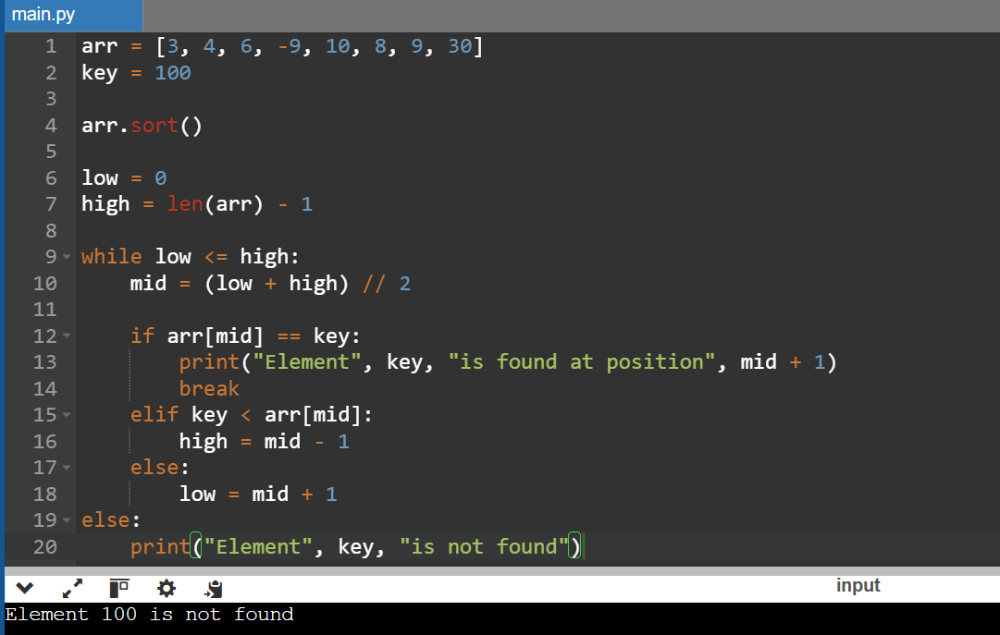 main.py
1 arr = [3, 4, 6, -9, 10, 8, 9, 30]
2 key = 100
3
4 arr.sort()
5
6 low = 0
7 high = len(arr) - 1
8
9 while low <= high:
10     mid = (low + high) // 2
11
12     if arr[mid] == key:
13         print("Element", key, "is found at position", mid + 1)
14         break
15     elif key < arr[mid]:
16         high = mid - 1
17     else:
18         low = mid + 1
19 else:
20     print("Element", key, "is not found")
input
Element 100 is not found